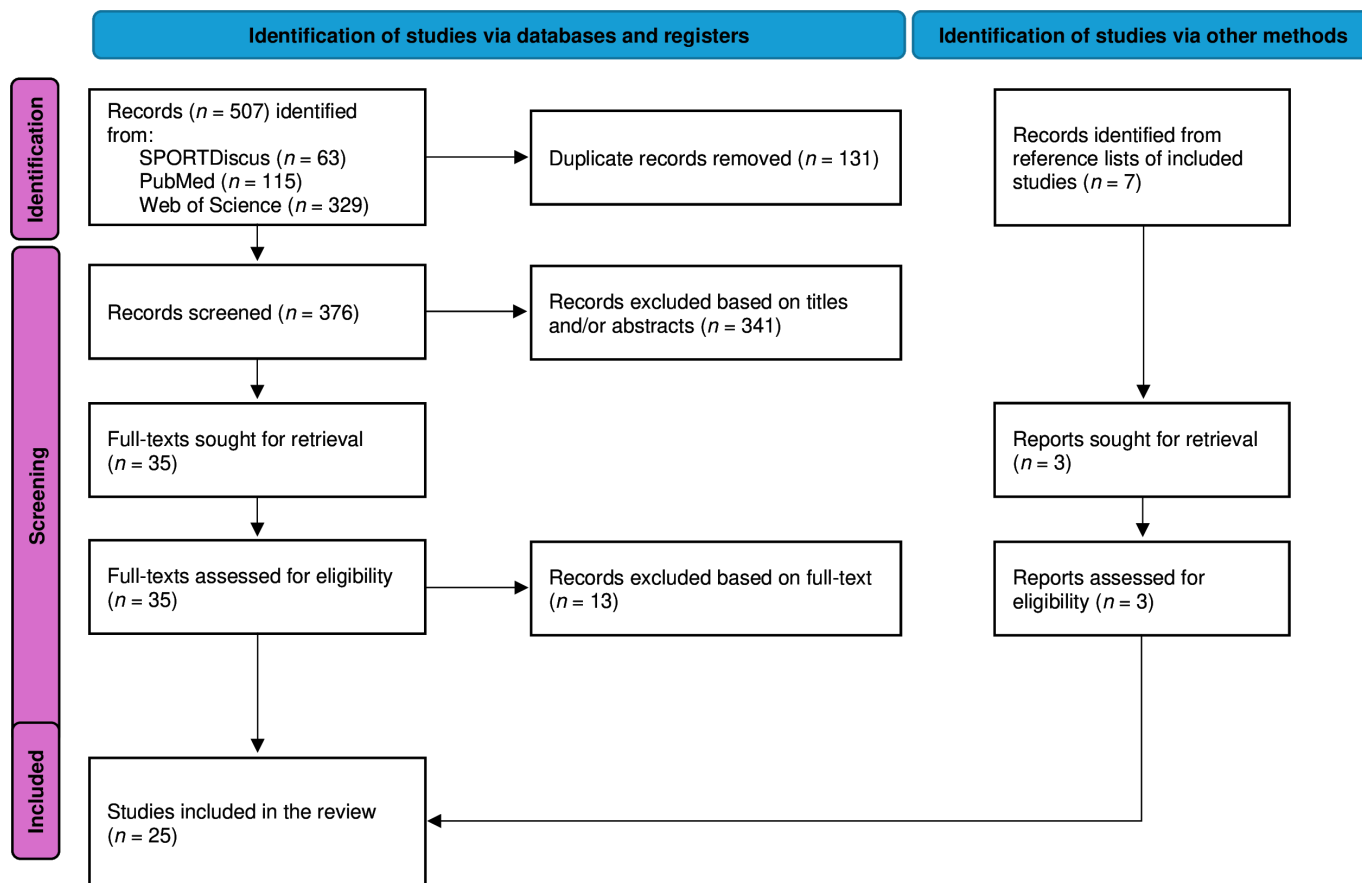 Identification of studies via databases and registers
Identification of studies via other methods
Identification
Records (n = 507) identified
from:
SPORTDiscus (n = 63)
PubMed (n = 115)
Web of Science (n = 329)
Duplicate records removed (n = 131)
Records identified from
reference lists of included
studies (n = 7)
Screening
Records screened (n = 376)
Records excluded based on titles
and/or abstracts (n = 341)
Full-texts sought for retrieval
(n = 35)
Reports sought for retrieval
(n = 3)
Full-texts assessed for eligibility
(n = 35)
Records excluded based on full-text
(n = 13)
Reports assessed for
eligibility (n = 3)
Included
Studies included in the review
(n = 25)